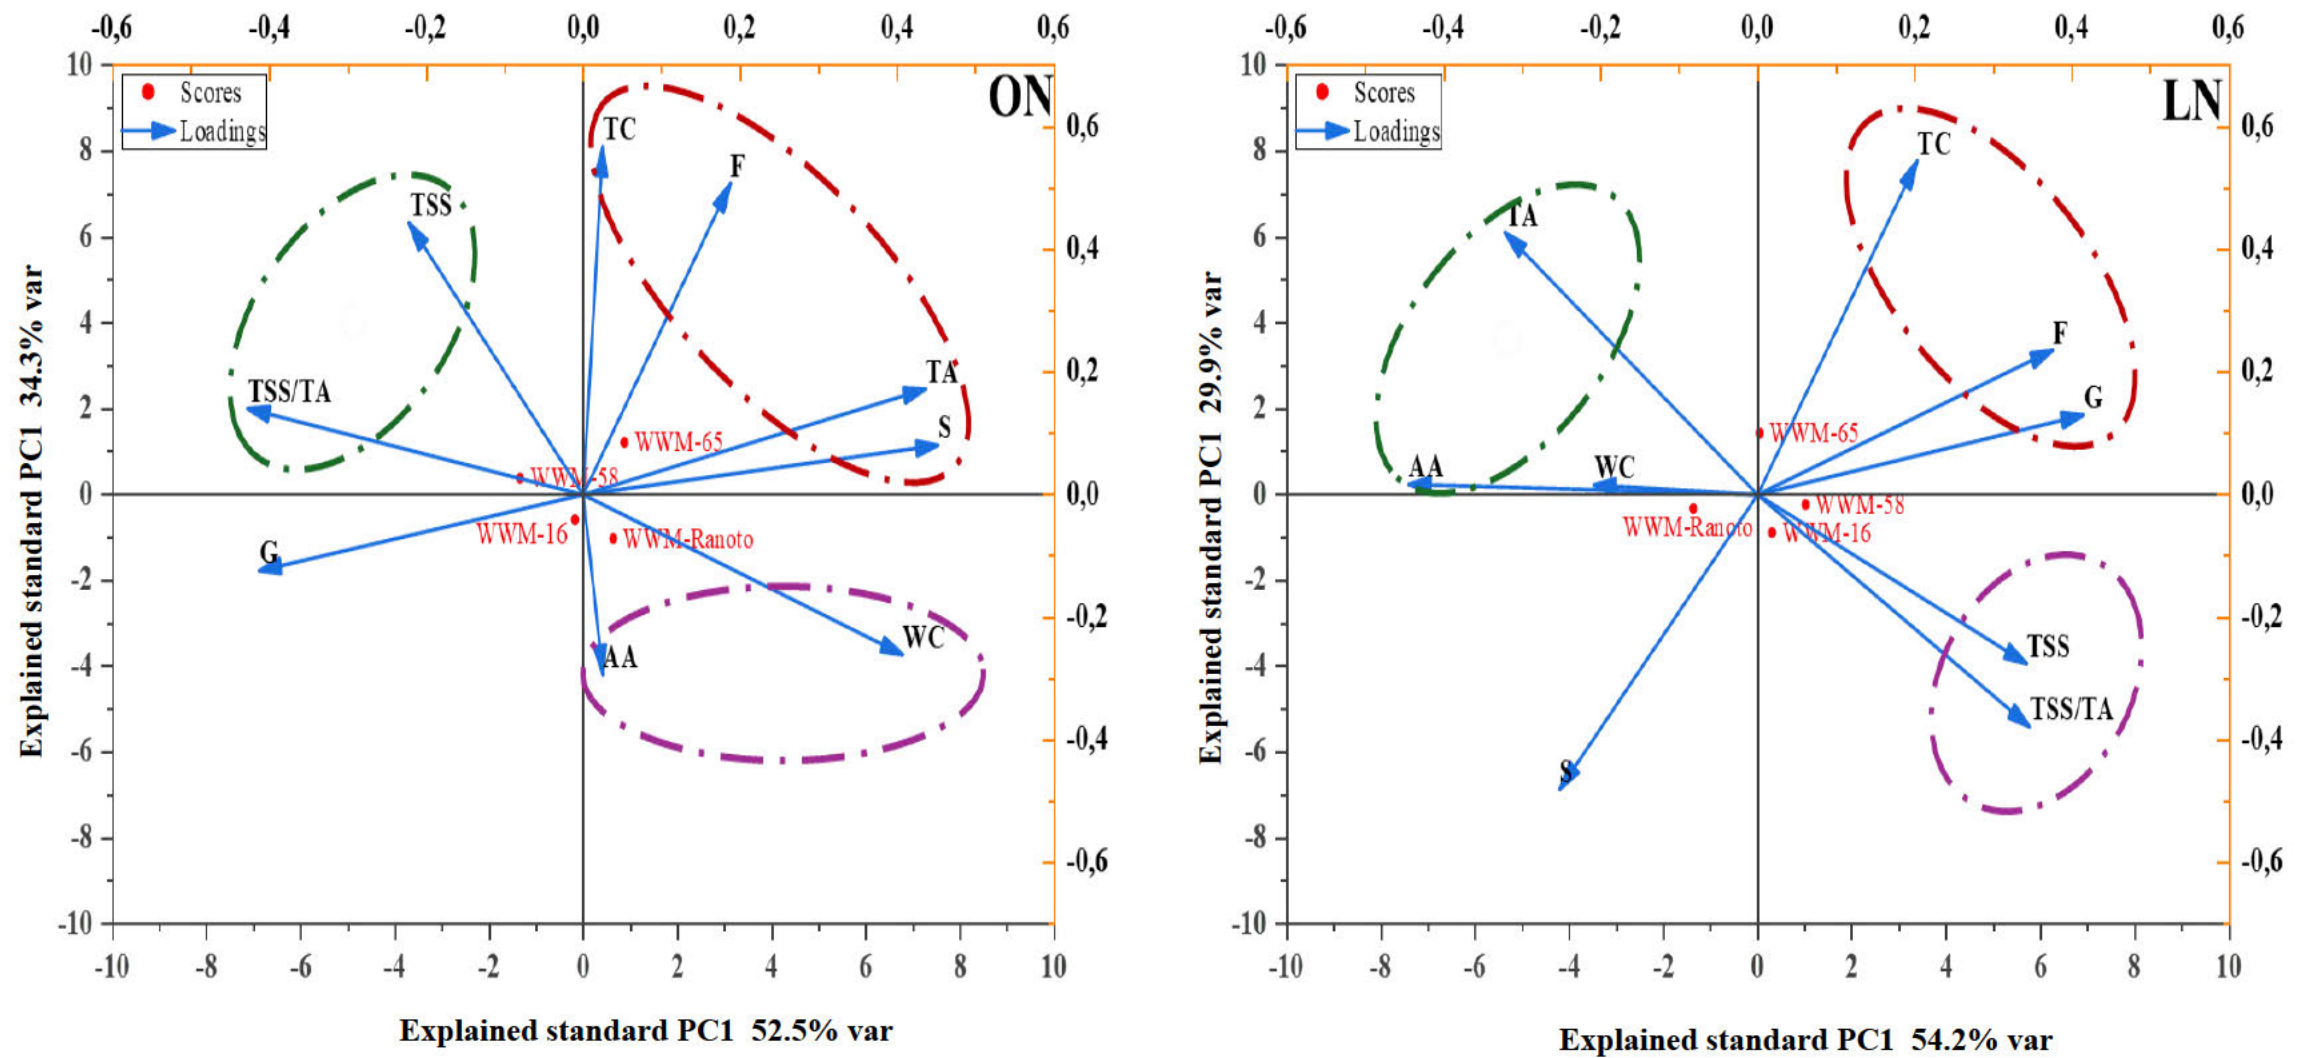 -0,6 -0,4 -0,2 0,0 0,2 0,4 0,6
10
8
6
4
2
0
-2
-4
-6
-8
-10
Explained standard PC1 34.3% var
Scores
Loadings
ON
TC
F
TSS
TSS/TA
TA
S
WWM-65
WWM-58
WWM-16
WWM-Ranoto
G
WC
AA
0,6
0,4
0,2
0,0
-0,2
-0,4
-0,6
-10 -8 -6 -4 -2 0 2 4 6 8 10
Explained standard PC1 52.5% var
-0,6 -0,4 -0,2 0,0 0,2 0,4 0,6
10
8
6
4
2
0
-2
-4
-6
-8
-10
Explained standard PC1 29.9% var
Scores
Loadings
LN
TC
TA
F
G
WWM-65
AA
WC
WWM-58
WWM-Ranoto
WWM-16
TSS
TSS/TA
S
0,6
0,4
0,2
0,0
-0,2
-0,4
-0,6
-10 -8 -6 -4 -2 0 2 4 6 8 10
Explained standard PC1 54.2% var